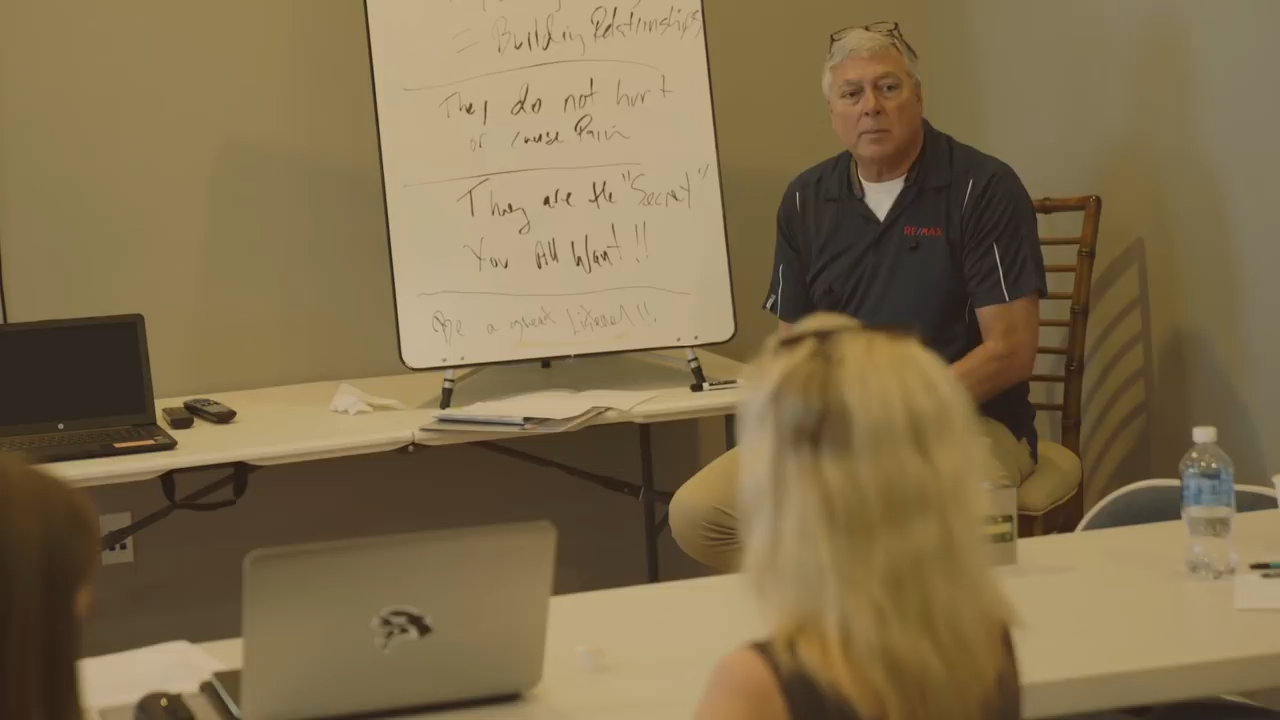 = Building Relationships
They do not hurt
or cause Pain
They are the "Secret"
You All Want!!
Be a great Listener!!
RE/MAX
hp